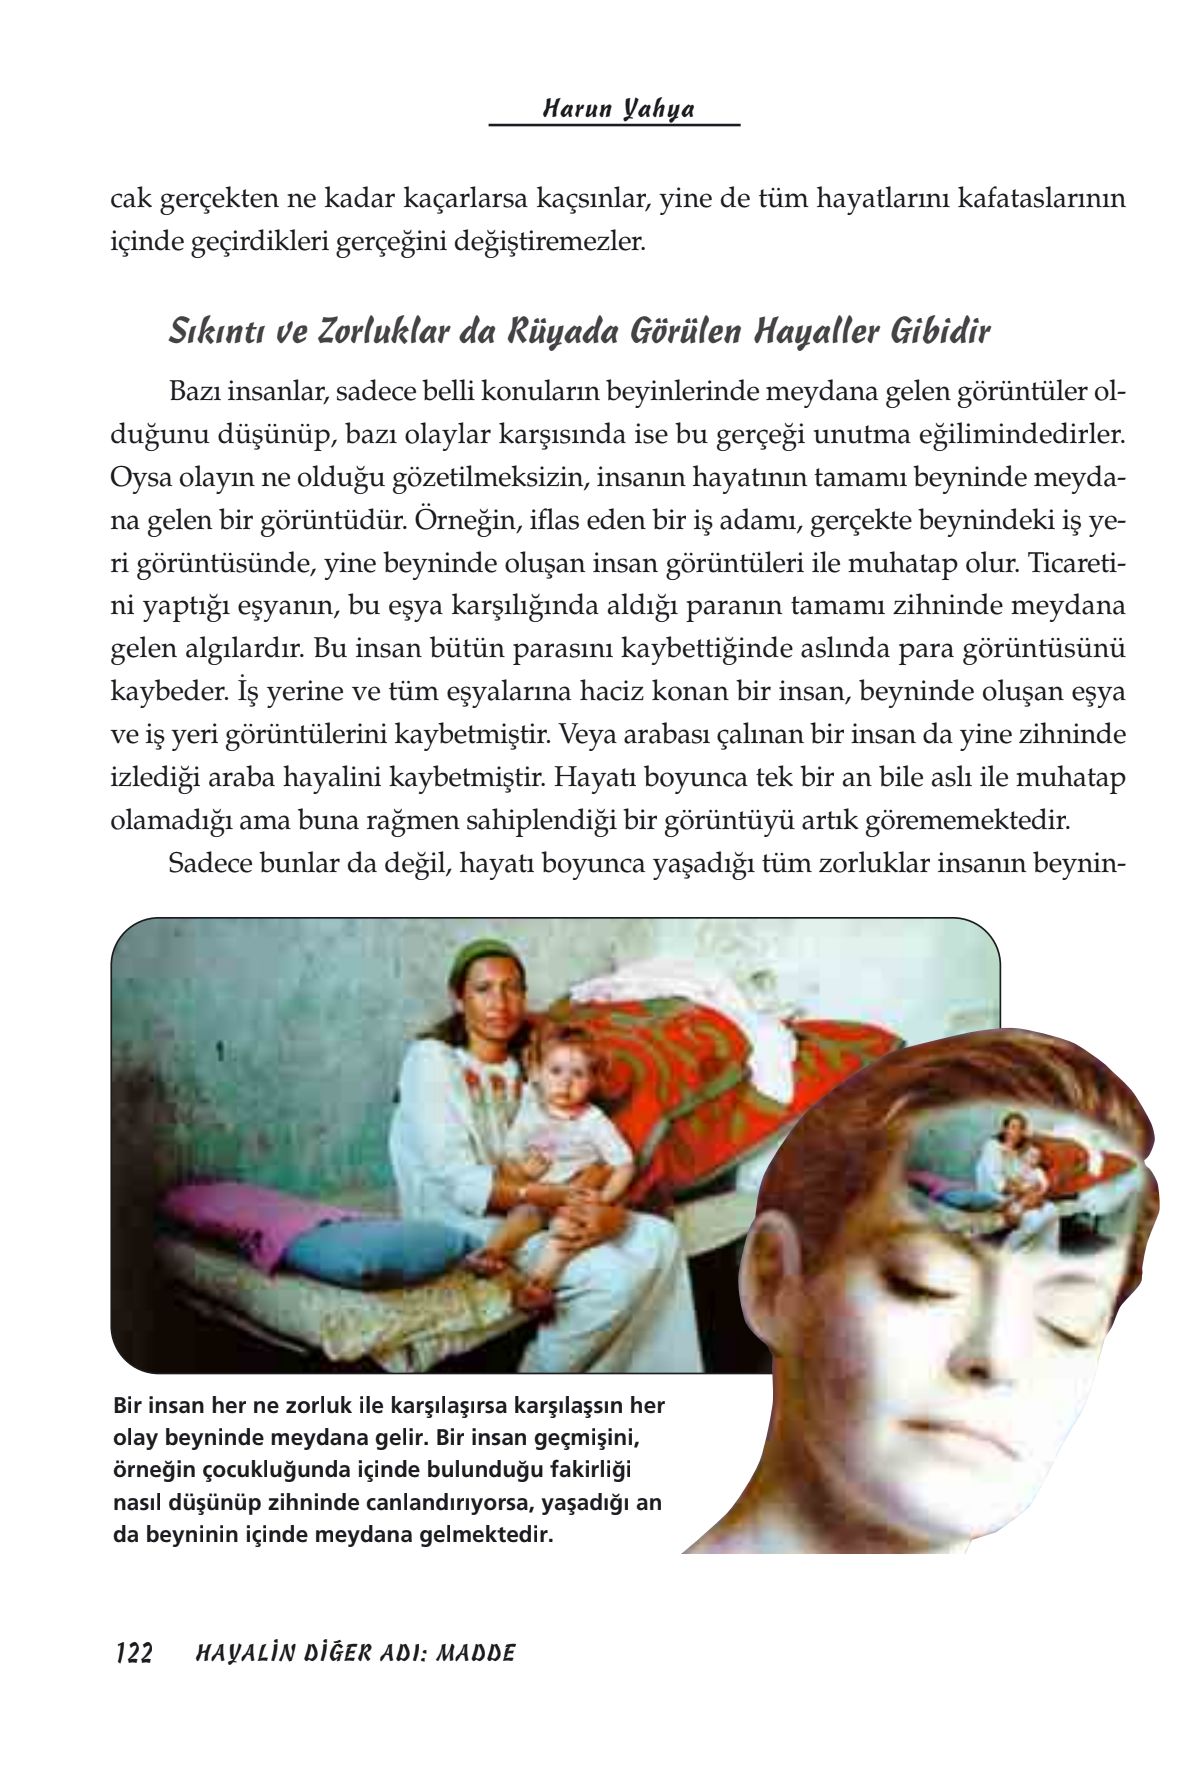 Harun Yahya
cak gerçekten ne kadar kaçarlarsa kaçsınlar, yine de tüm hayatlarını kafataslarının
içinde geçirdikleri gerçeğini değiştiremezler.
Sıkıntı ve Zorluklar da Rüyada Görülen Hayaller Gibidir
Bazı insanlar, sadece belli konuların beyinlerinde meydana gelen görüntüler ol-
duğunu düşünüp, bazı olaylar karşısında ise bu gerçeği unutma eğilimindedirler.
Oysa olayın ne olduğu gözetilmeksizin, insanın hayatının tamamı beyninde meyda-
na gelen bir görüntüdür. Örneğin, iflas eden bir iş adamı, gerçekte beynindeki iş ye-
ri görüntüsünde, yine beyninde oluşan insan görüntüleri ile muhatap olur. Ticareti-
ni yaptığı eşyanın, bu eşya karşılığında aldığı paranın tamamı zihninde meydana
gelen algılardır. Bu insan bütün parasını kaybettiğinde aslında para görüntüsünü
kaybeder. İş yerine ve tüm eşyalarına haciz konan bir insan, beyninde oluşan eşya
ve iş yeri görüntülerini kaybetmiştir. Veya arabası çalınan bir insan da yine zihninde
izlediği araba hayalini kaybetmiştir. Hayatı boyunca tek bir an bile aslı ile muhatap
olamadığı ama buna rağmen sahiplendiği bir görüntüyü artık görememektedir.
Sadece bunlar da değil, hayatı boyunca yaşadığı tüm zorluklar insanın beynin-
Bir insan her ne zorluk ile karşılaşırsa karşılaşsın her
olay beyninde meydana gelir. Bir insan geçmişini,
örneğin çocukluğunda içinde bulunduğu fakirliği
nasıl düşünüp zihninde canlandırıyorsa, yaşadığı an
da beyninin içinde meydana gelmektedir.
122 HAYALİN DİĞER ADI: MADDE